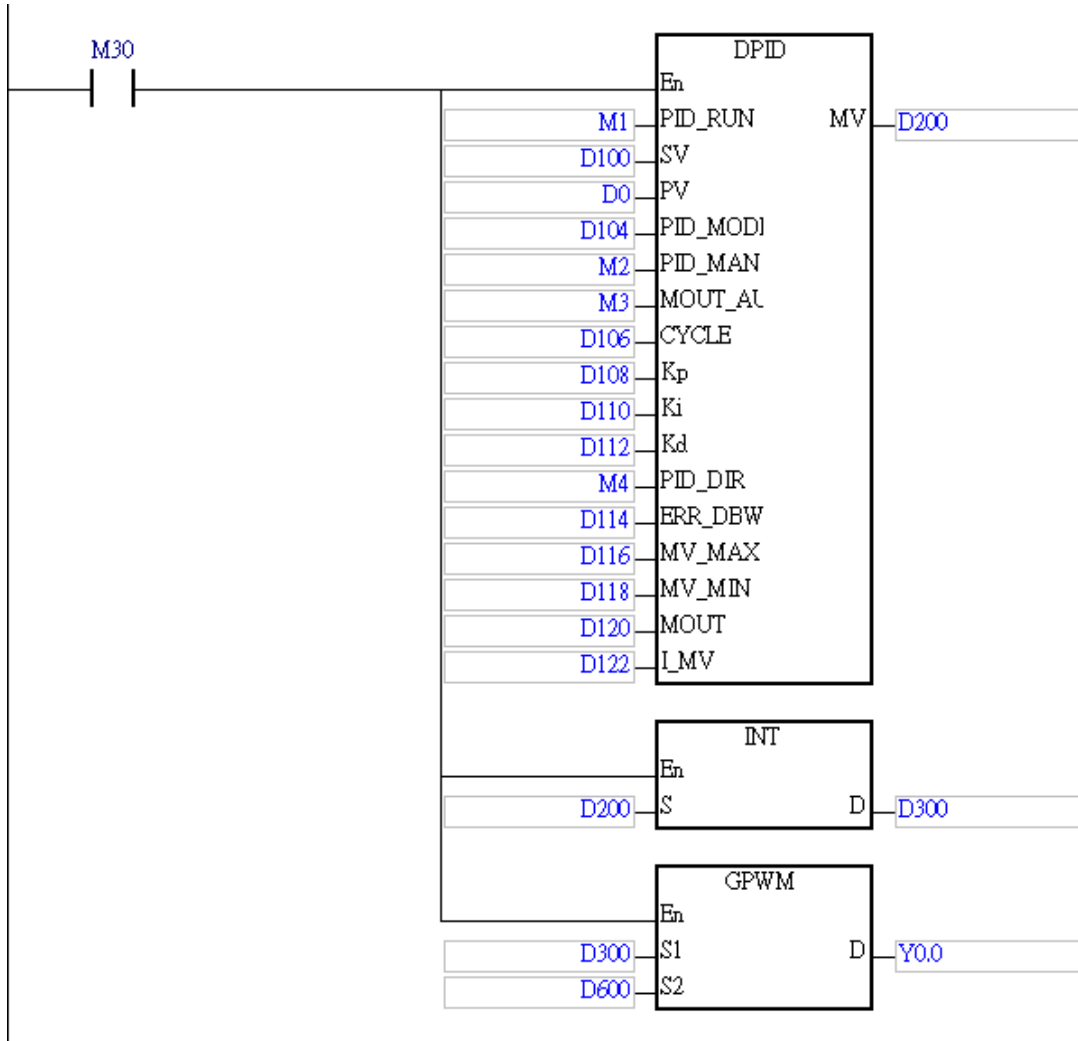 M30
DPID
En
M1 PID_RUN MV D200
D100 SV
D0 PV
D104 PID_MODI
M2 PID_MAN
M3 MOUT_AU
D106 CYCLE
D108 Kp
D110 Ki
D112 Kd
M4 PID_DIR
D114 ERR_DBW
D116 MV_MAX
D118 MV_MIN
D120 MOUT
D122 I_MV
INT
En
D200 S D D300
GPWM
En
D300 S1 D Y0.0
D600 S2